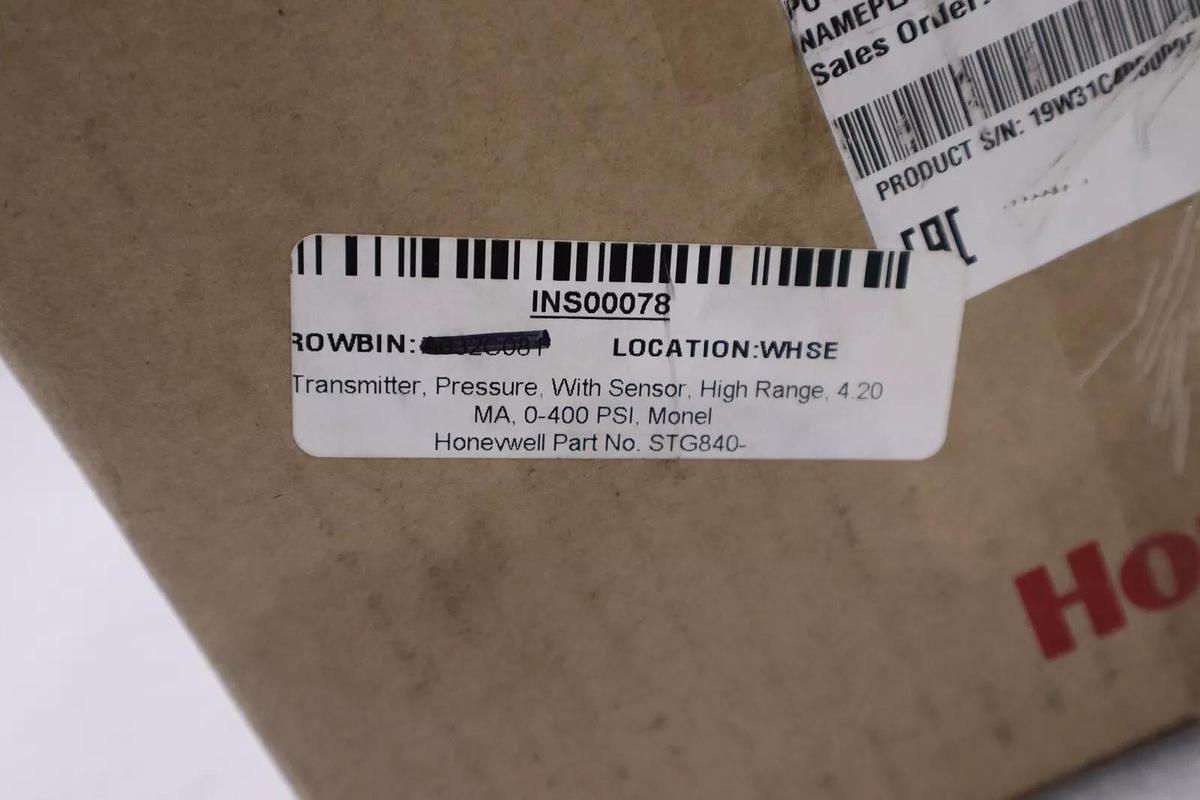 NAMEPL
Sales Order:
PRODUCT S/N: 19W31C
INS00078
ROWBIN: LOCATION:WHSE
Transmitter, Pressure, With Sensor, High Range, 4.20
MA, 0-400 PSI, Monel
Honeywell Part No. STG840-
Ho